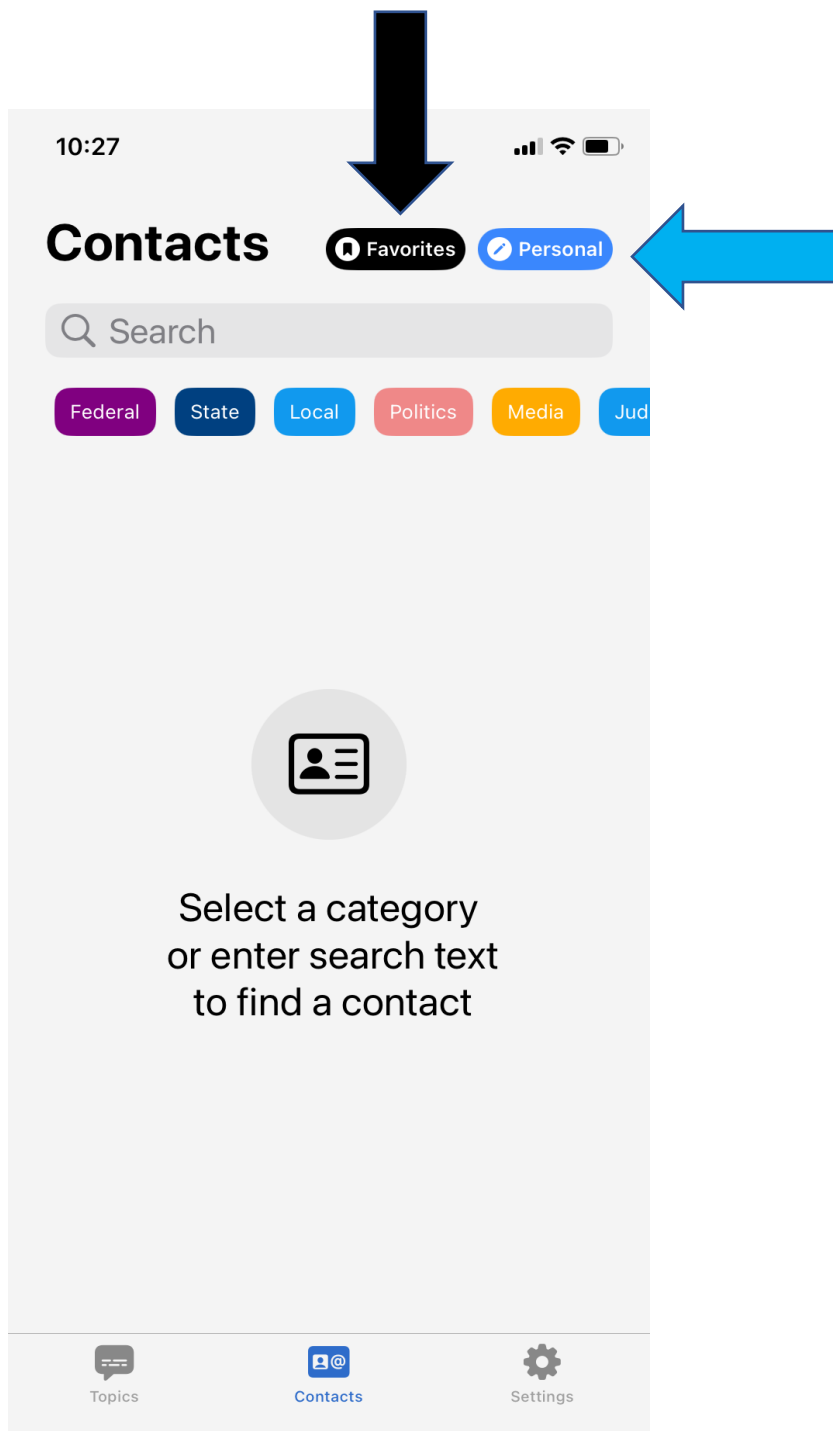 10:27
Contacts
Favorites
Personal
Search
Federal
State
Local
Politics
Media
Jud
Select a category
or enter search text
to find a contact
Topics
Contacts
Settings